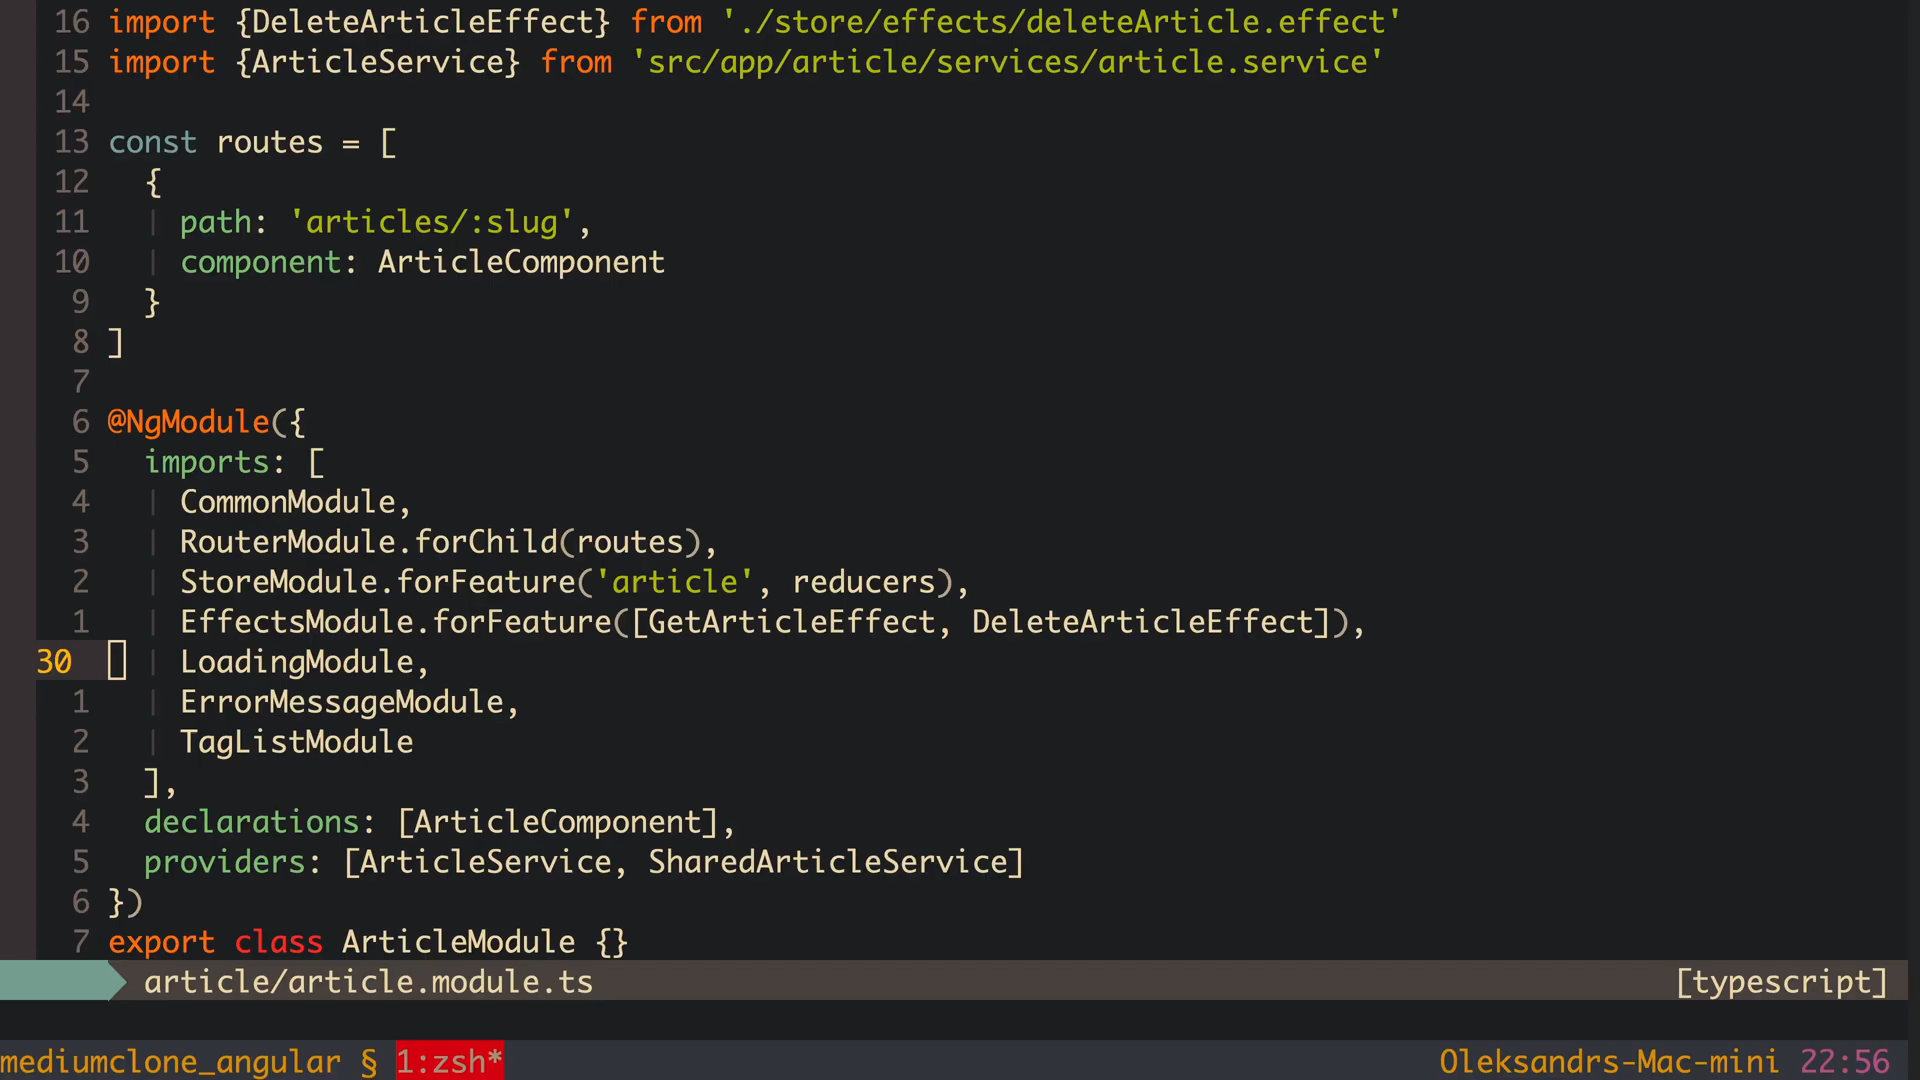 16 import {DeleteArticleEffect} from './store/effects/deleteArticle.effect'
15 import {ArticleService} from 'src/app/article/services/article.service'
14
13 const routes = [
12   {
11     path: 'articles/:slug',
10     component: ArticleComponent
9   }
8 ]
7
6 @NgModule({
5   imports: [
4     CommonModule,
3     RouterModule.forChild(routes),
2     StoreModule.forFeature('article', reducers),
1     EffectsModule.forFeature([GetArticleEffect, DeleteArticleEffect]),
30     LoadingModule,
1     ErrorMessageModule,
2     TagListModule
3   ],
4   declarations: [ArticleComponent],
5   providers: [ArticleService, SharedArticleService]
6 })
7 export class ArticleModule {}
article/article.module.ts [typescript]
mediumclone_angular § 1:zsh* Oleksandrs-Mac-mini 22:56